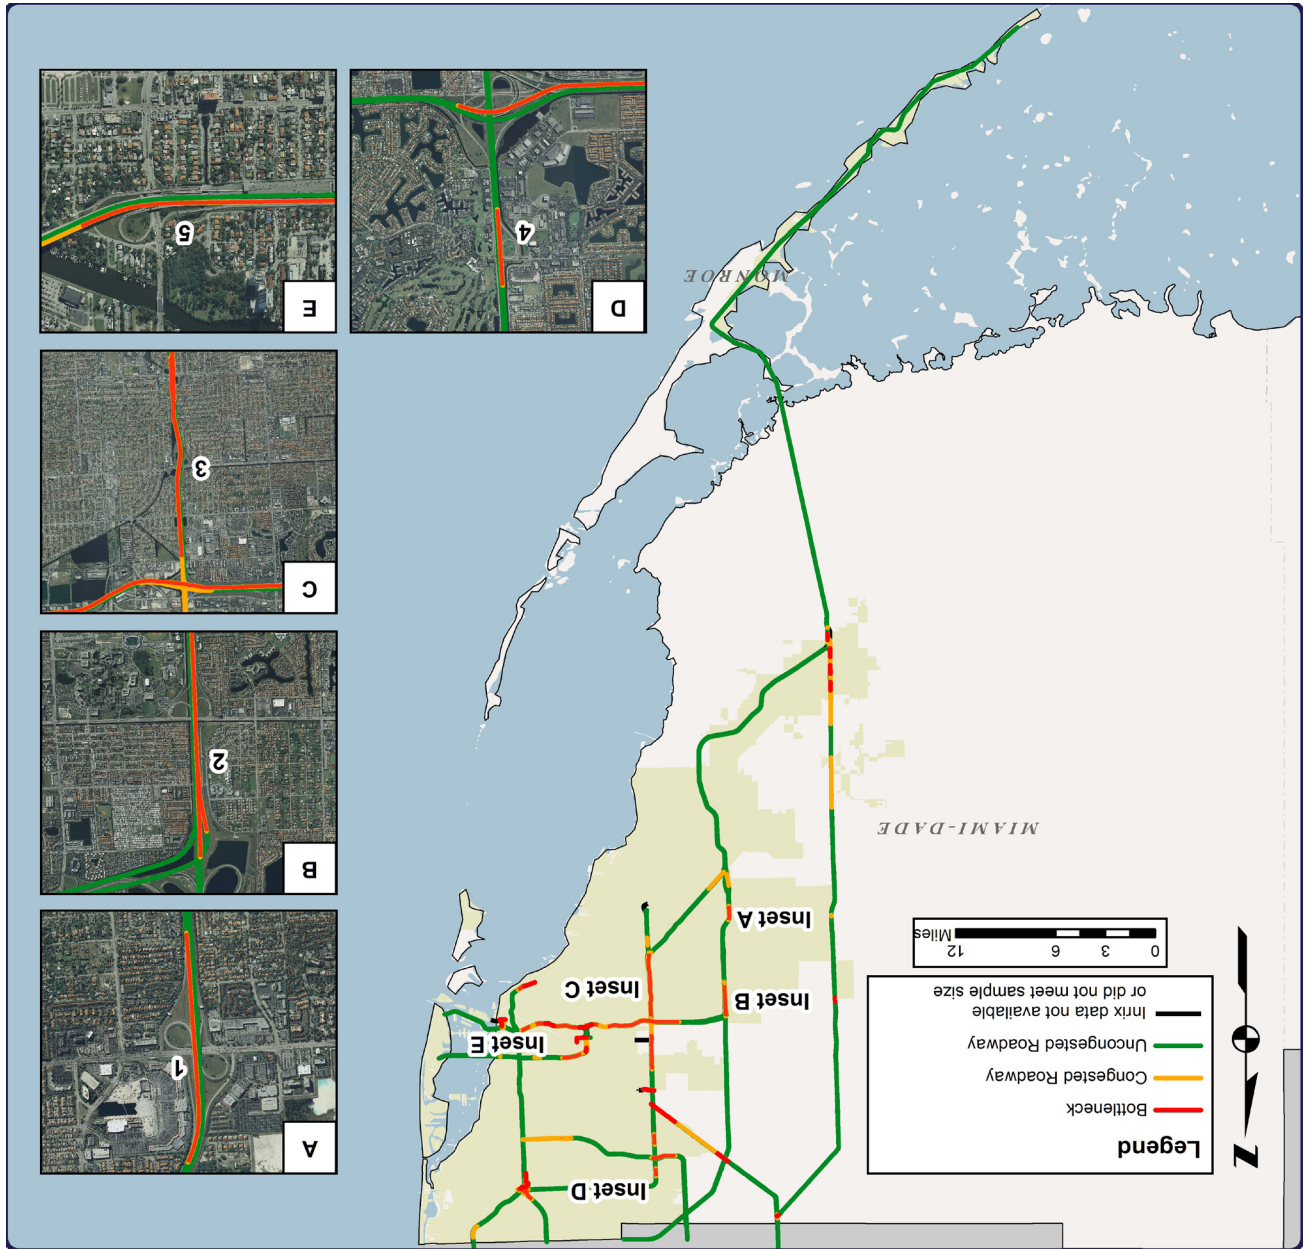 Z
Legend
Bottleneck
Congested Roadway
Uncongested Roadway
Inrix data not available
or did not meet sample size
0 3 6 12
Miles
MIAMI-DADE
MONROE
Inset D
Inset E
Inset B
Inset C
Inset A
A
1
B
2
C
3
D
4
E
5